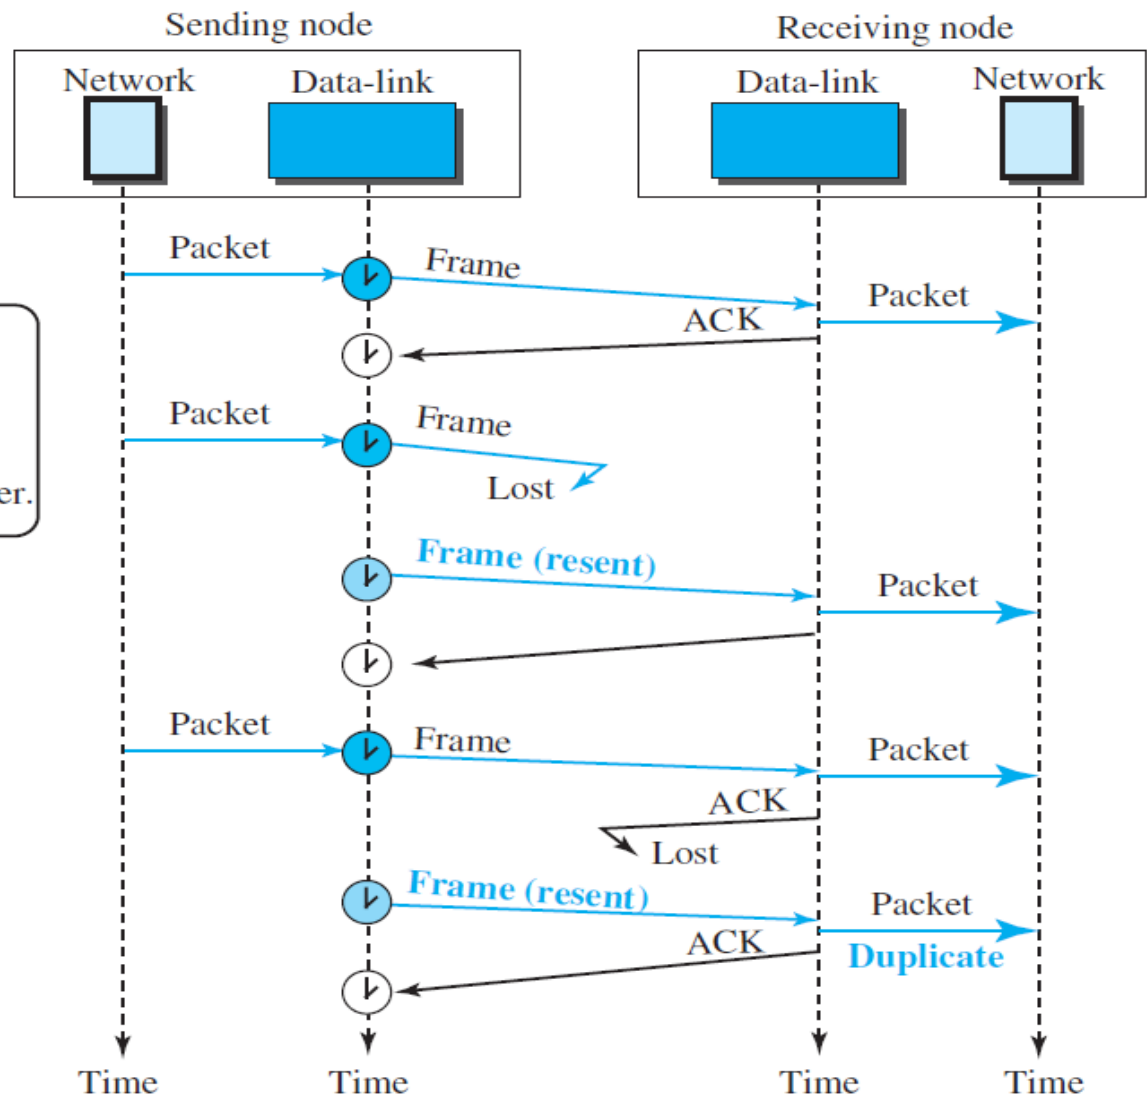 Sending node
Receiving node
Network
Data-link
Data-link
Network
Packet
Frame
Packet
ACK
Packet
Frame
Lost
er.
Frame (resent)
Packet
Packet
Frame
Packet
ACK
Lost
Frame (resent)
Packet
ACK
Duplicate
Time
Time
Time
Time